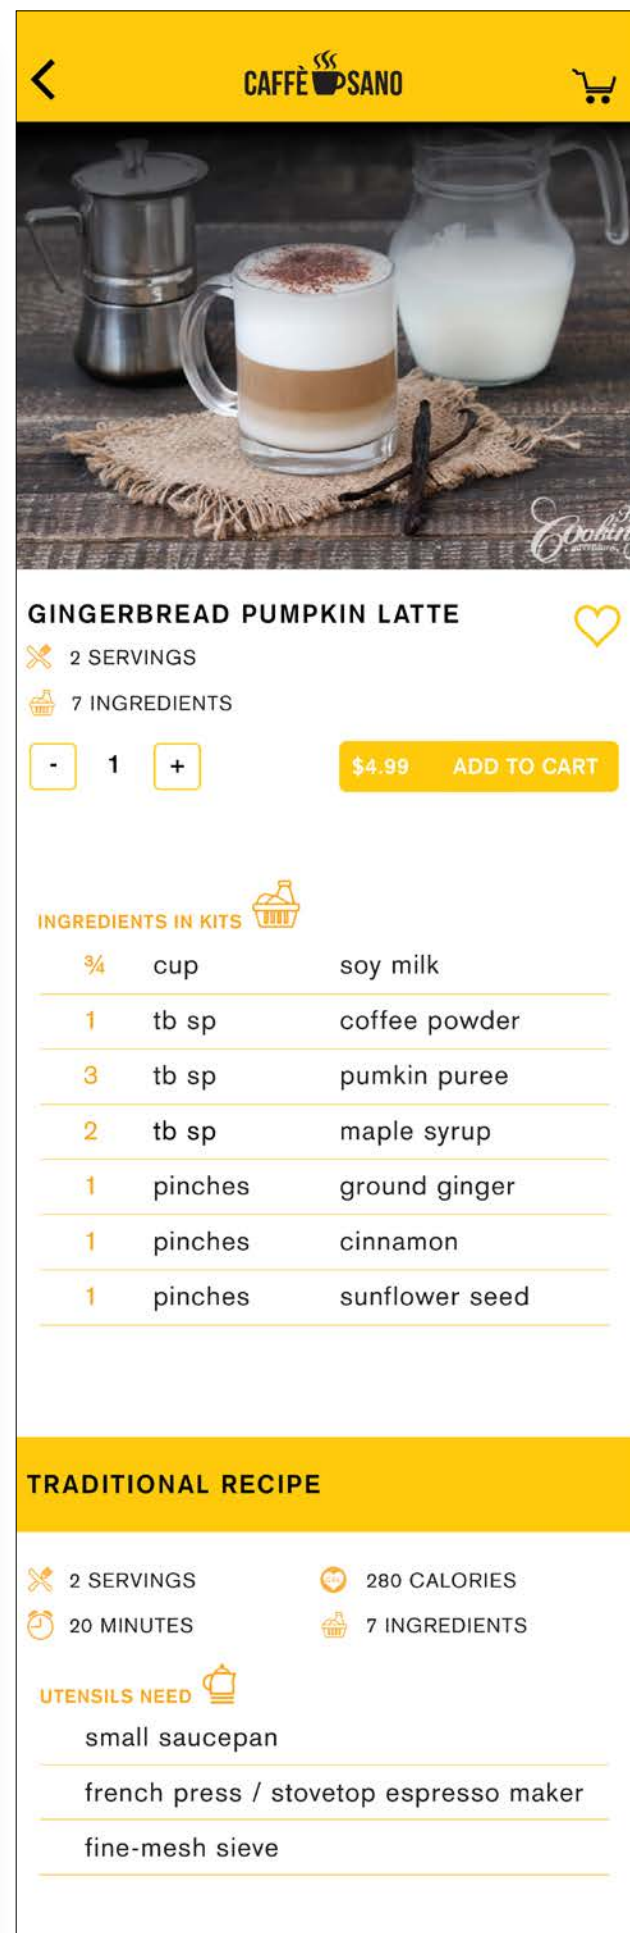 CAFFÈ SANO
Cookin
adventures
GINGERBREAD PUMPKIN LATTE
2 SERVINGS
7 INGREDIENTS
- 1 +
$4.99 ADD TO CART
INGREDIENTS IN KITS
¾ cup soy milk
1 tb sp coffee powder
3 tb sp pumkin puree
2 tb sp maple syrup
1 pinches ground ginger
1 pinches cinnamon
1 pinches sunflower seed
TRADITIONAL RECIPE
2 SERVINGS 280 CALORIES
20 MINUTES 7 INGREDIENTS
UTENSILS NEED
small saucepan
french press / stovetop espresso maker
fine-mesh sieve